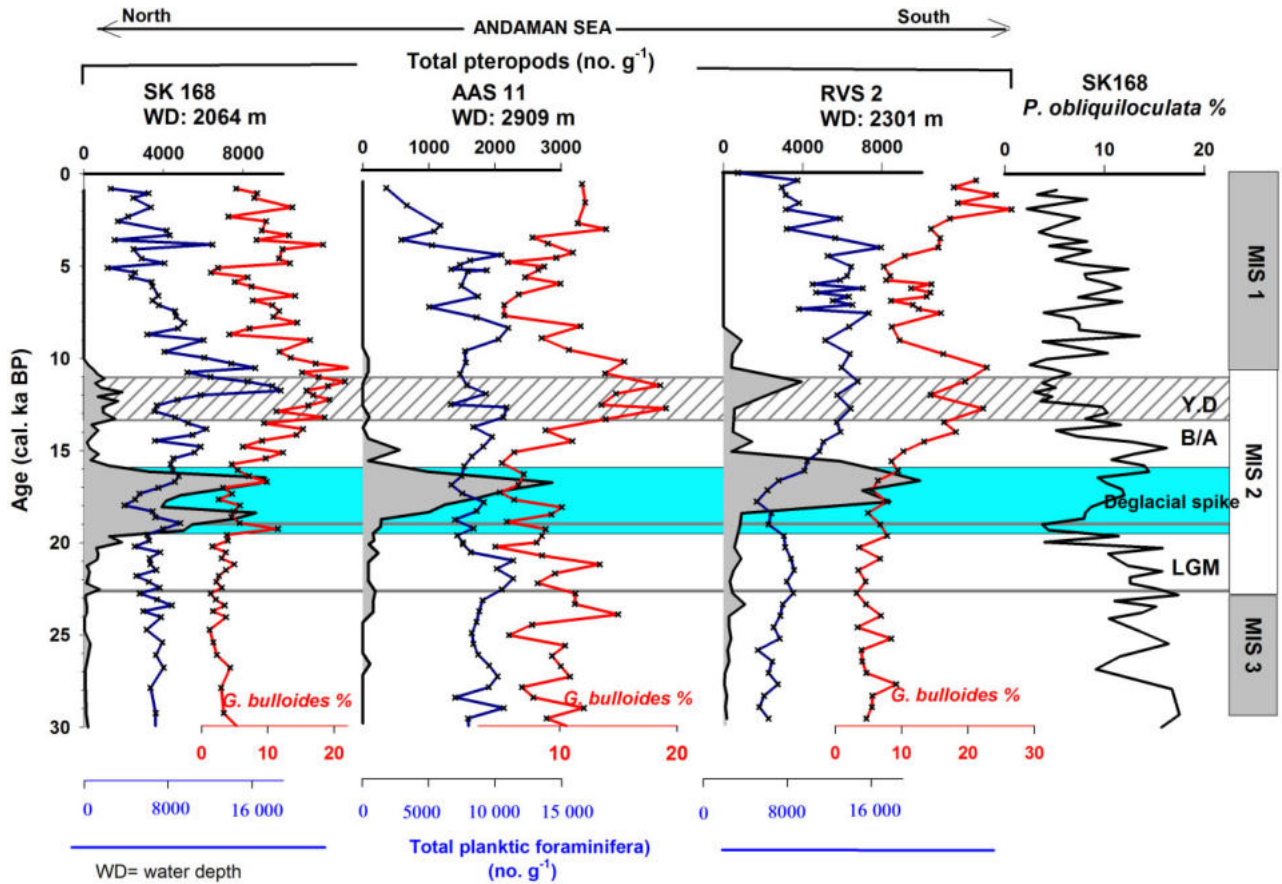 North
South
ANDAMAN SEA
Total pteropods (no. g-1)
SK 168
WD: 2064 m
AAS 11
WD: 2909 m
RVS 2
WD: 2301 m
SK168
P. obliquiloculata %
0 4000 8000
0 1000 2000 3000
0 4000 8000
0 10 20
Age (cal. ka BP)
0
5
10
15
20
25
30
MIS 1
Y.D
B/A
MIS 2
Deglacial spike
LGM
MIS 3
G. bulloides %
G. bulloides %
G. bulloides %
0 10 20
10 20
0 10 20 30
0 8000 16 000
0 5000 10 000 15 000
0 8000 16 000
Total planktic foraminifera)
(no. g-1)
WD= water depth